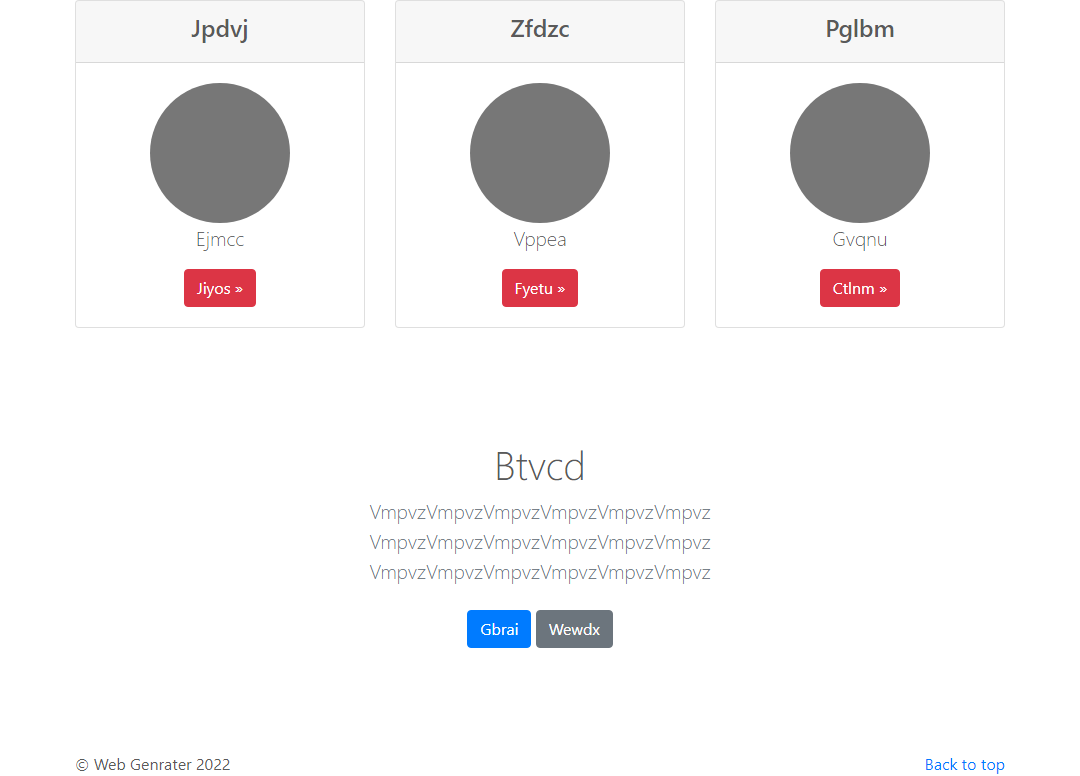 Jpdvj
Zfdzc
Pglbm
Ejmcc
Vppea
Gvqnu
Jiyos »
Fyetu »
Ctlnm »
Btvcd
VmpvzVmpvzVmpvzVmpvzVmpvzVmpvz
VmpvzVmpvzVmpvzVmpvzVmpvzVmpvz
VmpvzVmpvzVmpvzVmpvzVmpvzVmpvz
Gbrai
Wewdx
© Web Genrater 2022
Back to top